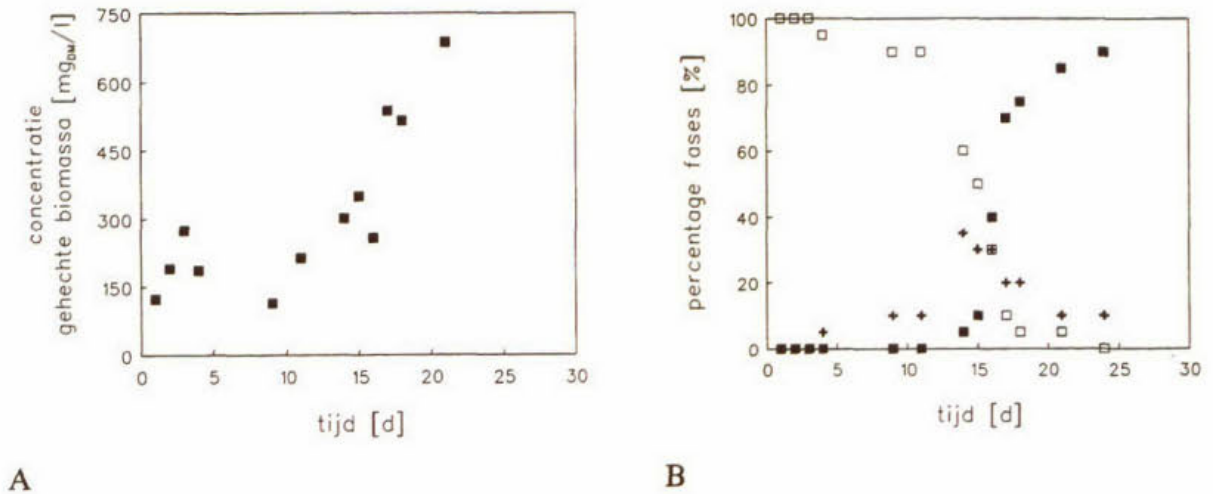 concentratie
gehechte biomassa [mg_DW/l]
750
600
450
300
150
0
0 5 10 15 20 25 30
tijd [d]
A
percentage fases [%]
100
80
60
40
20
0
0 5 10 15 20 25 30
tijd [d]
B